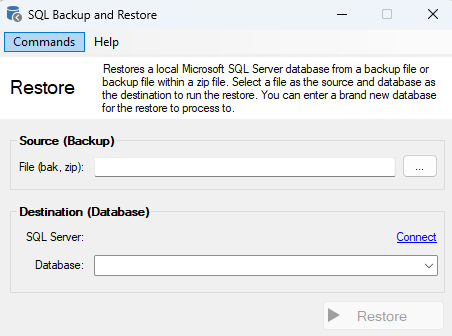 SQL Backup and Restore
Commands Help
Restore
Restores a local Microsoft SQL Server database from a backup file or
backup file within a zip file. Select a file as the source and database as
the destination to run the restore. You can enter a brand new database
for the restore to process to.
Source (Backup)
File (bak, zip):
...
Destination (Database)
SQL Server:
Connect
Database:
Restore